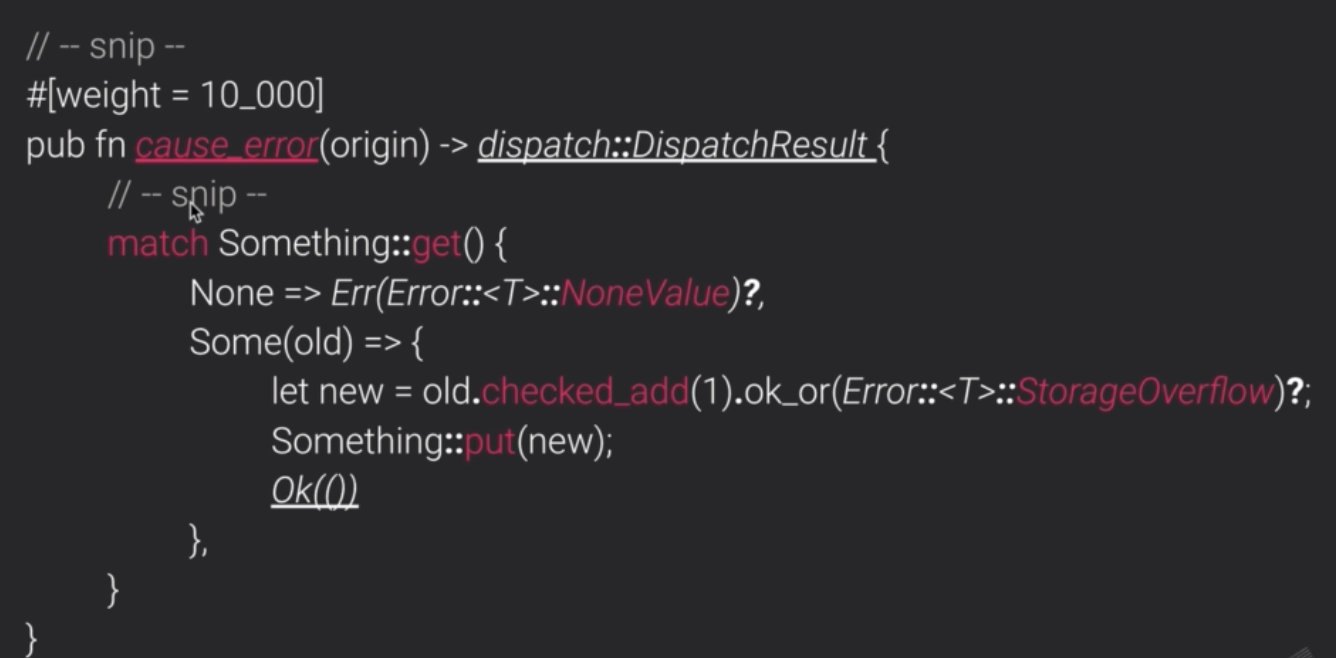 // -- snip --
#[weight = 10_000]
pub fn cause_error(origin) -> dispatch::DispatchResult {
// -- snip --
match Something::get() {
None => Err(Error::<T>::NoneValue)?,
Some(old) => {
let new = old.checked_add(1).ok_or(Error::<T>::StorageOverflow)?;
Something::put(new);
Ok(())
},
}
}